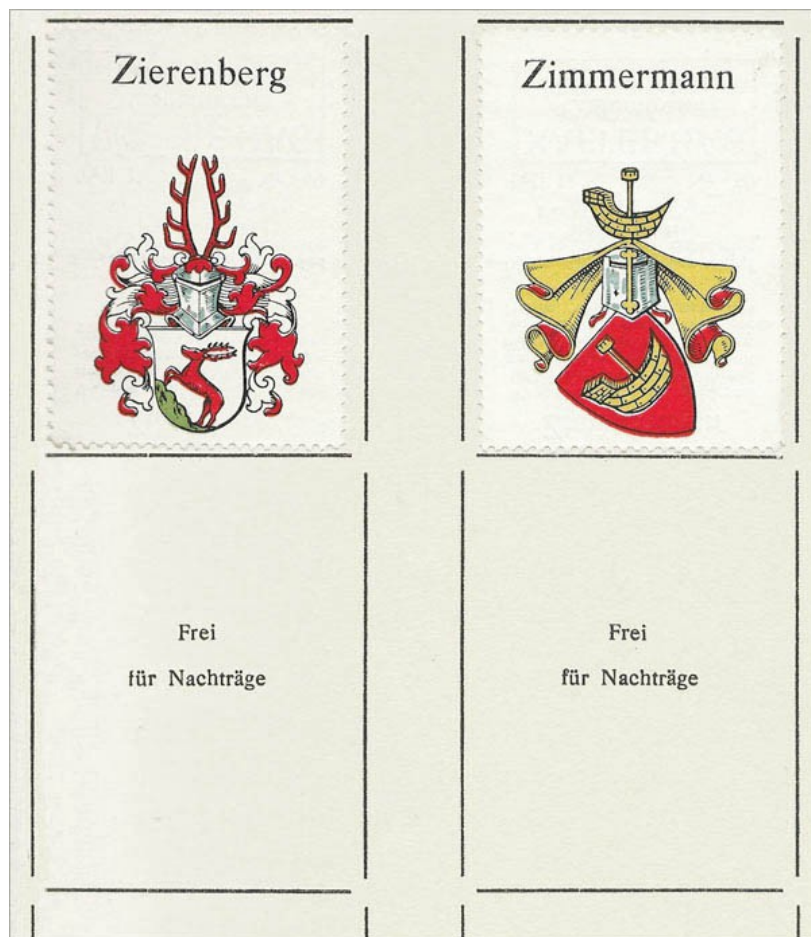 Zierenberg
Zimmermann
Frei
für Nachträge
Frei
für Nachträge